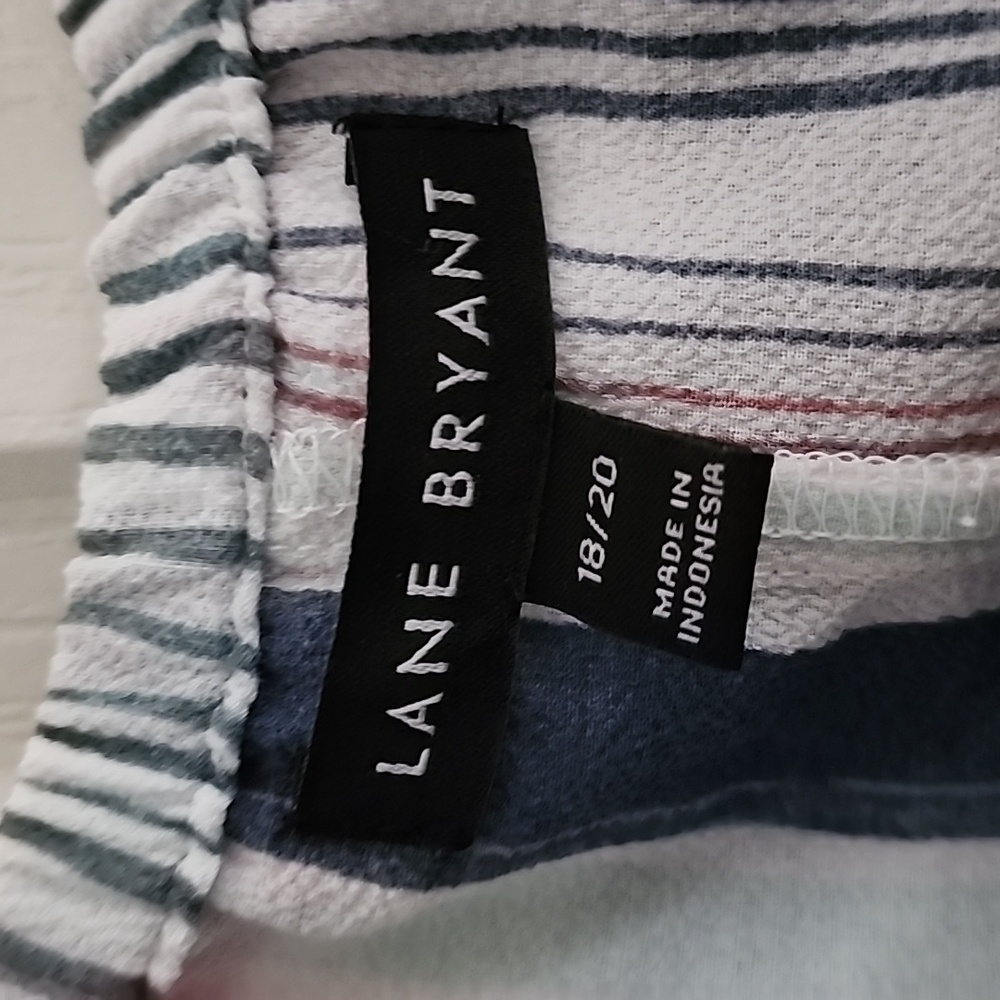 LANE BRYANT
18/20
MADE IN
INDONESIA